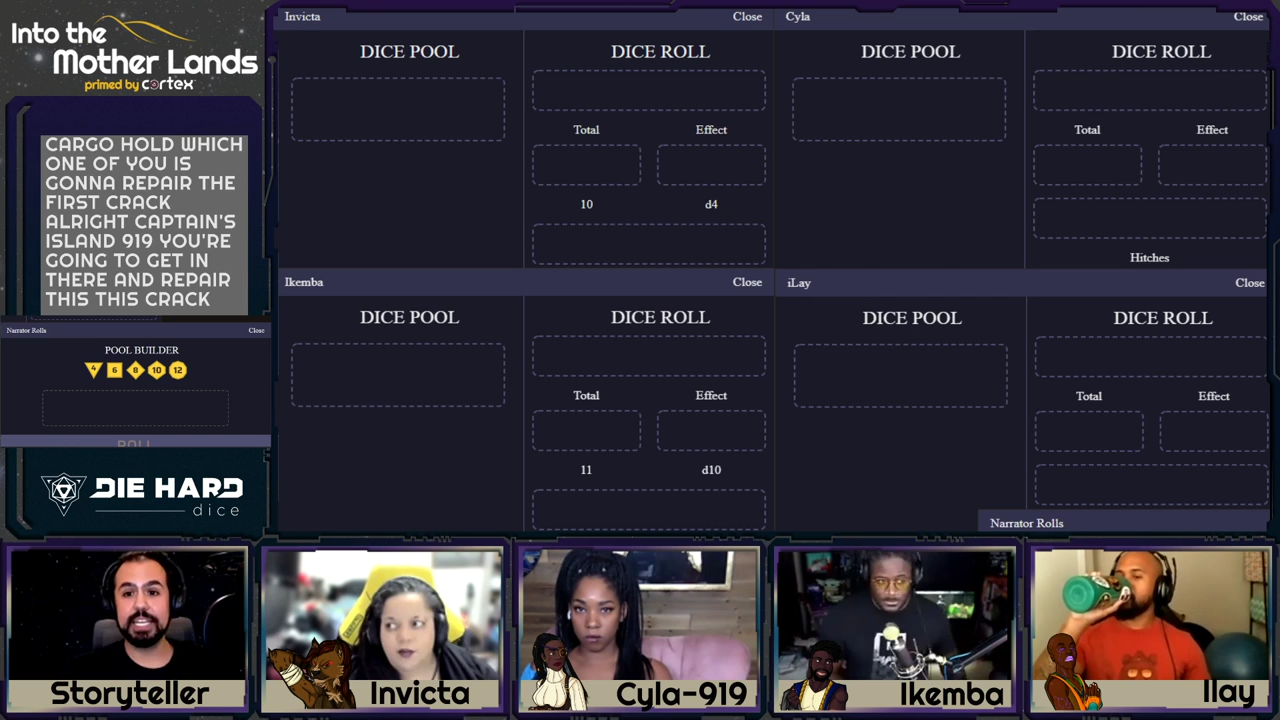 Into the
Mother Lands
primed by cortex
CARGO HOLD WHICH
ONE OF YOU IS
GONNA REPAIR THE
FIRST CRACK
ALRIGHT CAPTAIN'S
ISLAND 919 YOU'RE
GOING TO GET IN
THERE AND REPAIR
THIS THIS CRACK
Narrator Rolls Close
POOL BUILDER
4 6 8 10 12
ROLL
DIE HARD
dice
Invicta Close
DICE POOL DICE ROLL
Total Effect
10 d4
Cyla Close
DICE POOL DICE ROLL
Total Effect
Hitches
Ikemba Close
DICE POOL DICE ROLL
Total Effect
11 d10
iLay Close
DICE POOL DICE ROLL
Total Effect
Narrator Rolls
Storyteller
Invicta
Cyla-919
Ikemba
Ilay